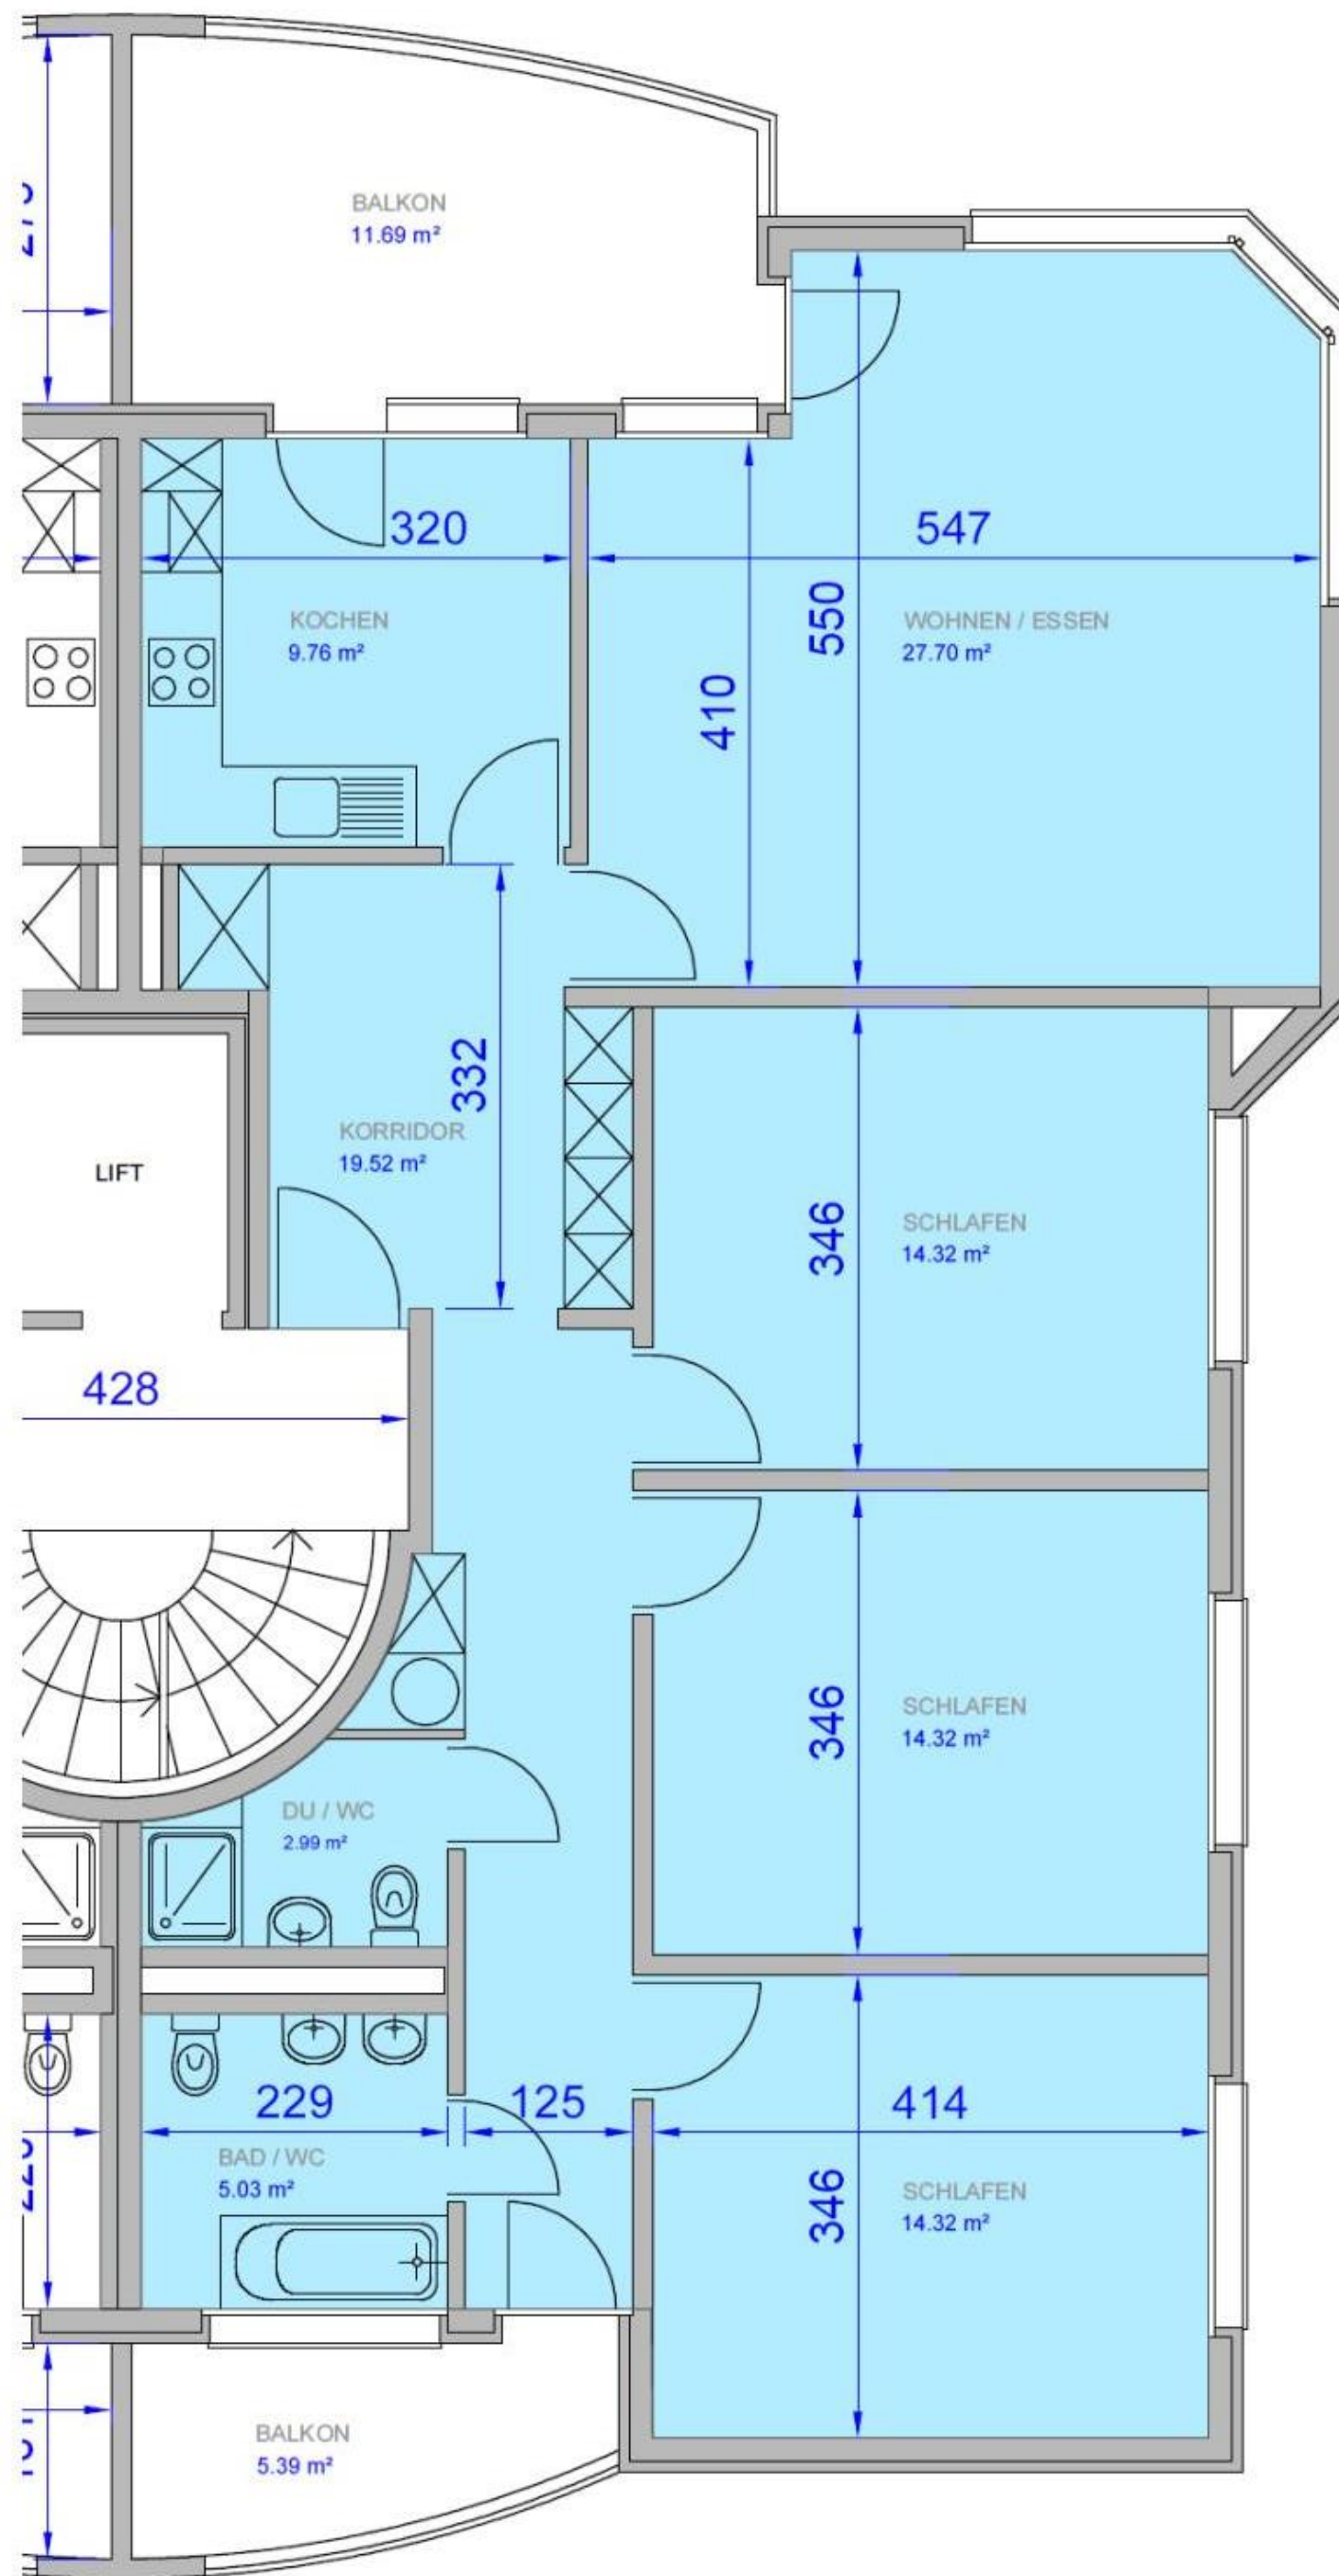 BALKON
11.69 m²
320
547
KOCHEN
9.76 m²
550
WOHNEN / ESSEN
27.70 m²
410
332
KORRIDOR
19.52 m²
LIFT
346
SCHLAFEN
14.32 m²
428
346
SCHLAFEN
14.32 m²
DU / WC
2.99 m²
229
125
414
BAD / WC
5.03 m²
346
SCHLAFEN
14.32 m²
BALKON
5.39 m²